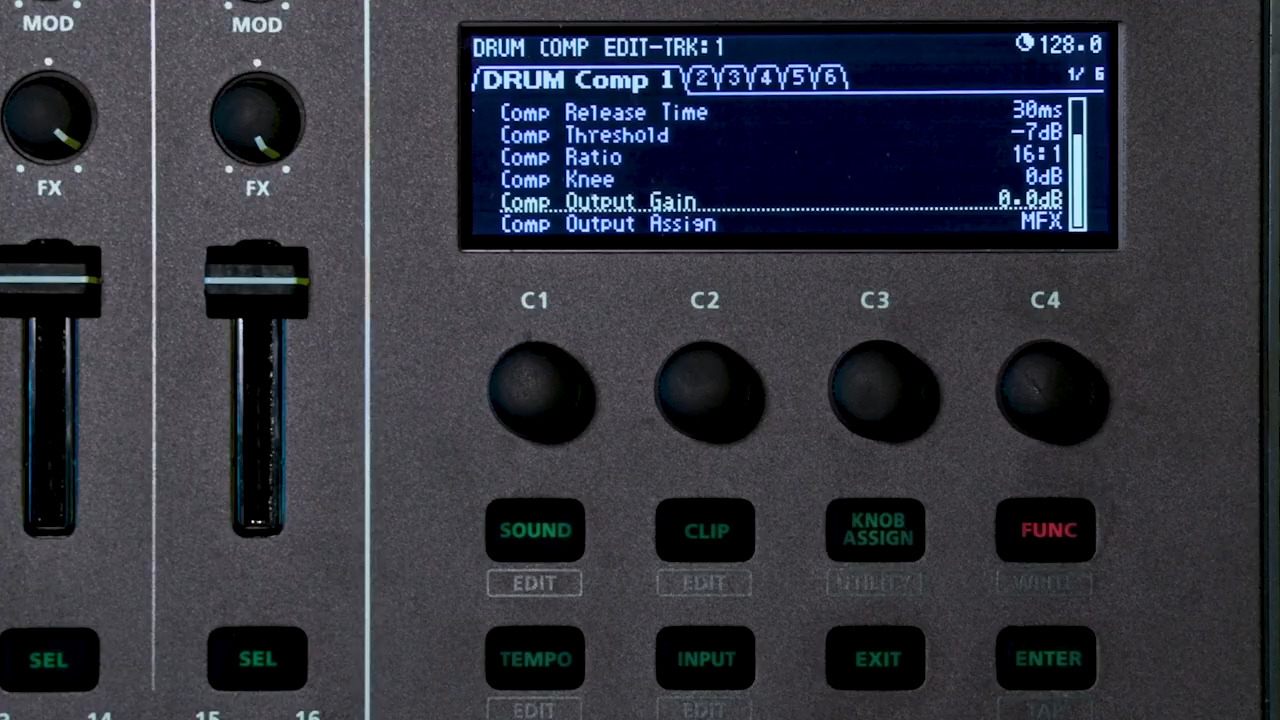 MOD MOD
DRUM COMP EDIT-TRK:1 128.0
DRUM Comp 1 2 3 4 5 6 1/ 6
Comp Release Time 30ms
Comp Threshold -7dB
Comp Ratio 16:1
FX FX
Comp Knee 0dB
Comp Output Gain 0.0dB
Comp Output Assign MFX
C1 C2 C3 C4
SOUND CLIP KNOB ASSIGN FUNC
EDIT EDIT UTILITY WRITE
SEL SEL TEMPO INPUT EXIT ENTER
14 15 16 EDIT EDIT TAP